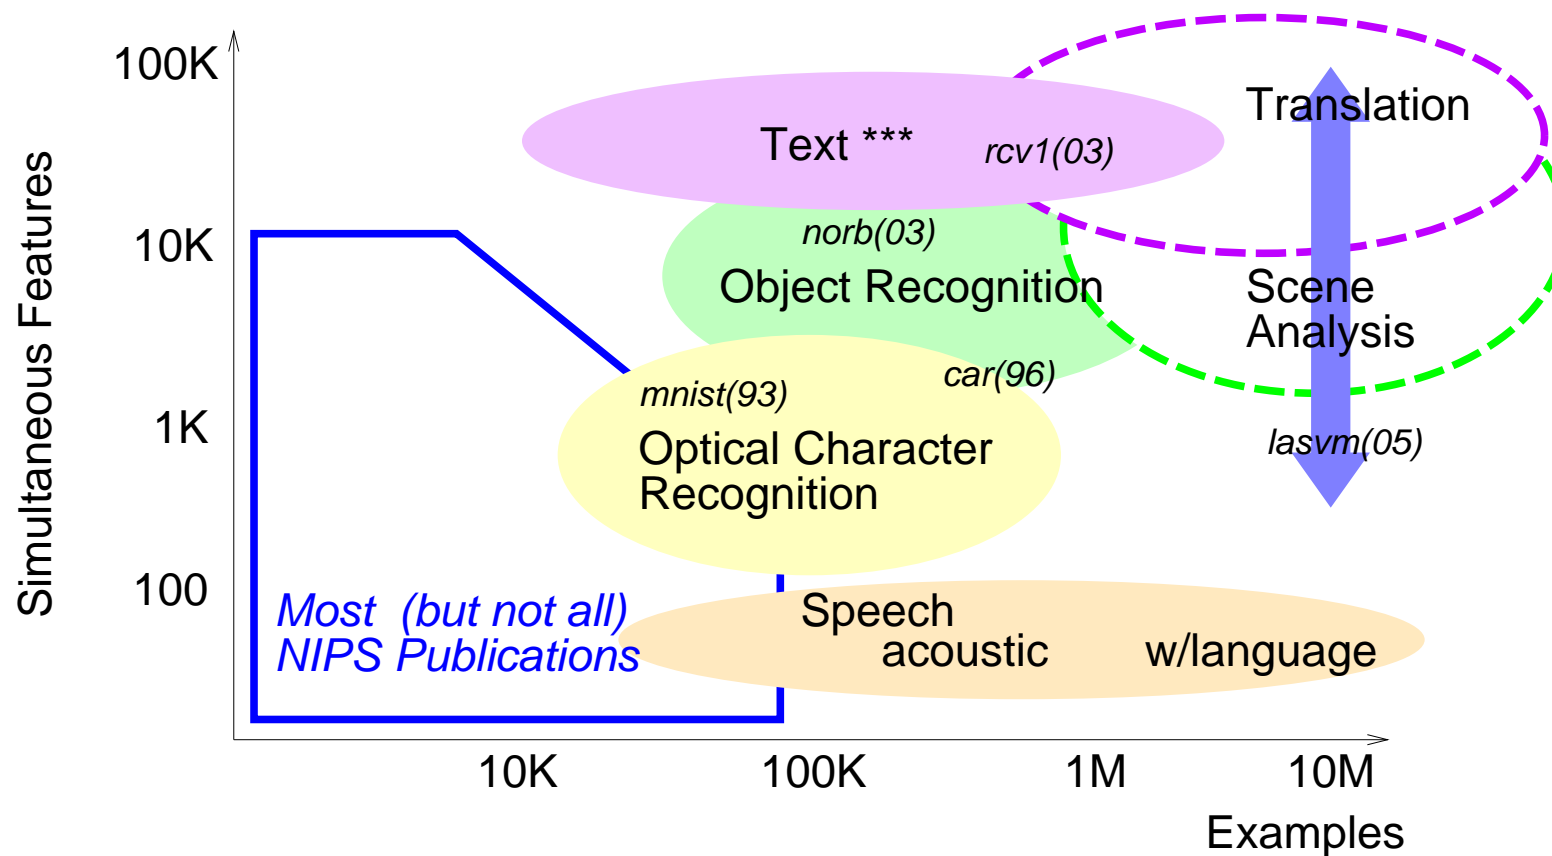 100K
Translation
Text ***
rcv1(03)
Simultaneous Features
10K
norb(03)
Object Recognition
Scene
Analysis
car(96)
mnist(93)
1K
Optical Character
Recognition
lasvm(05)
100
Most (but not all)
NIPS Publications
Speech
acoustic w/language
10K 100K 1M 10M
Examples